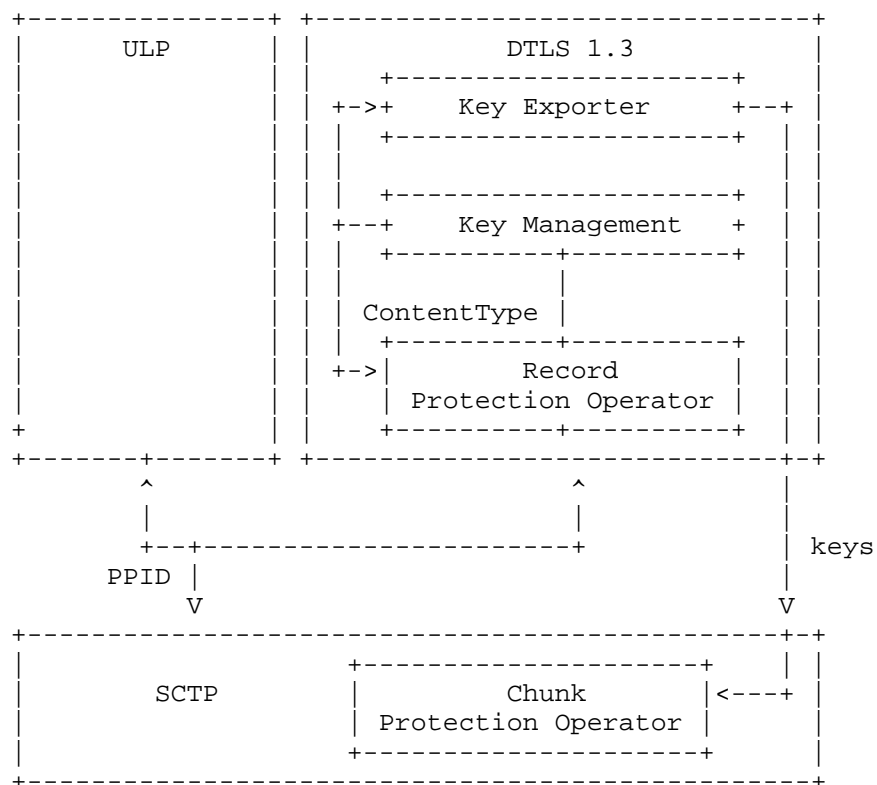 ULP DTLS 1.3
Key Exporter
Key Management
ContentType
Record
Protection Operator
keys
PPID
SCTP Chunk
Protection Operator